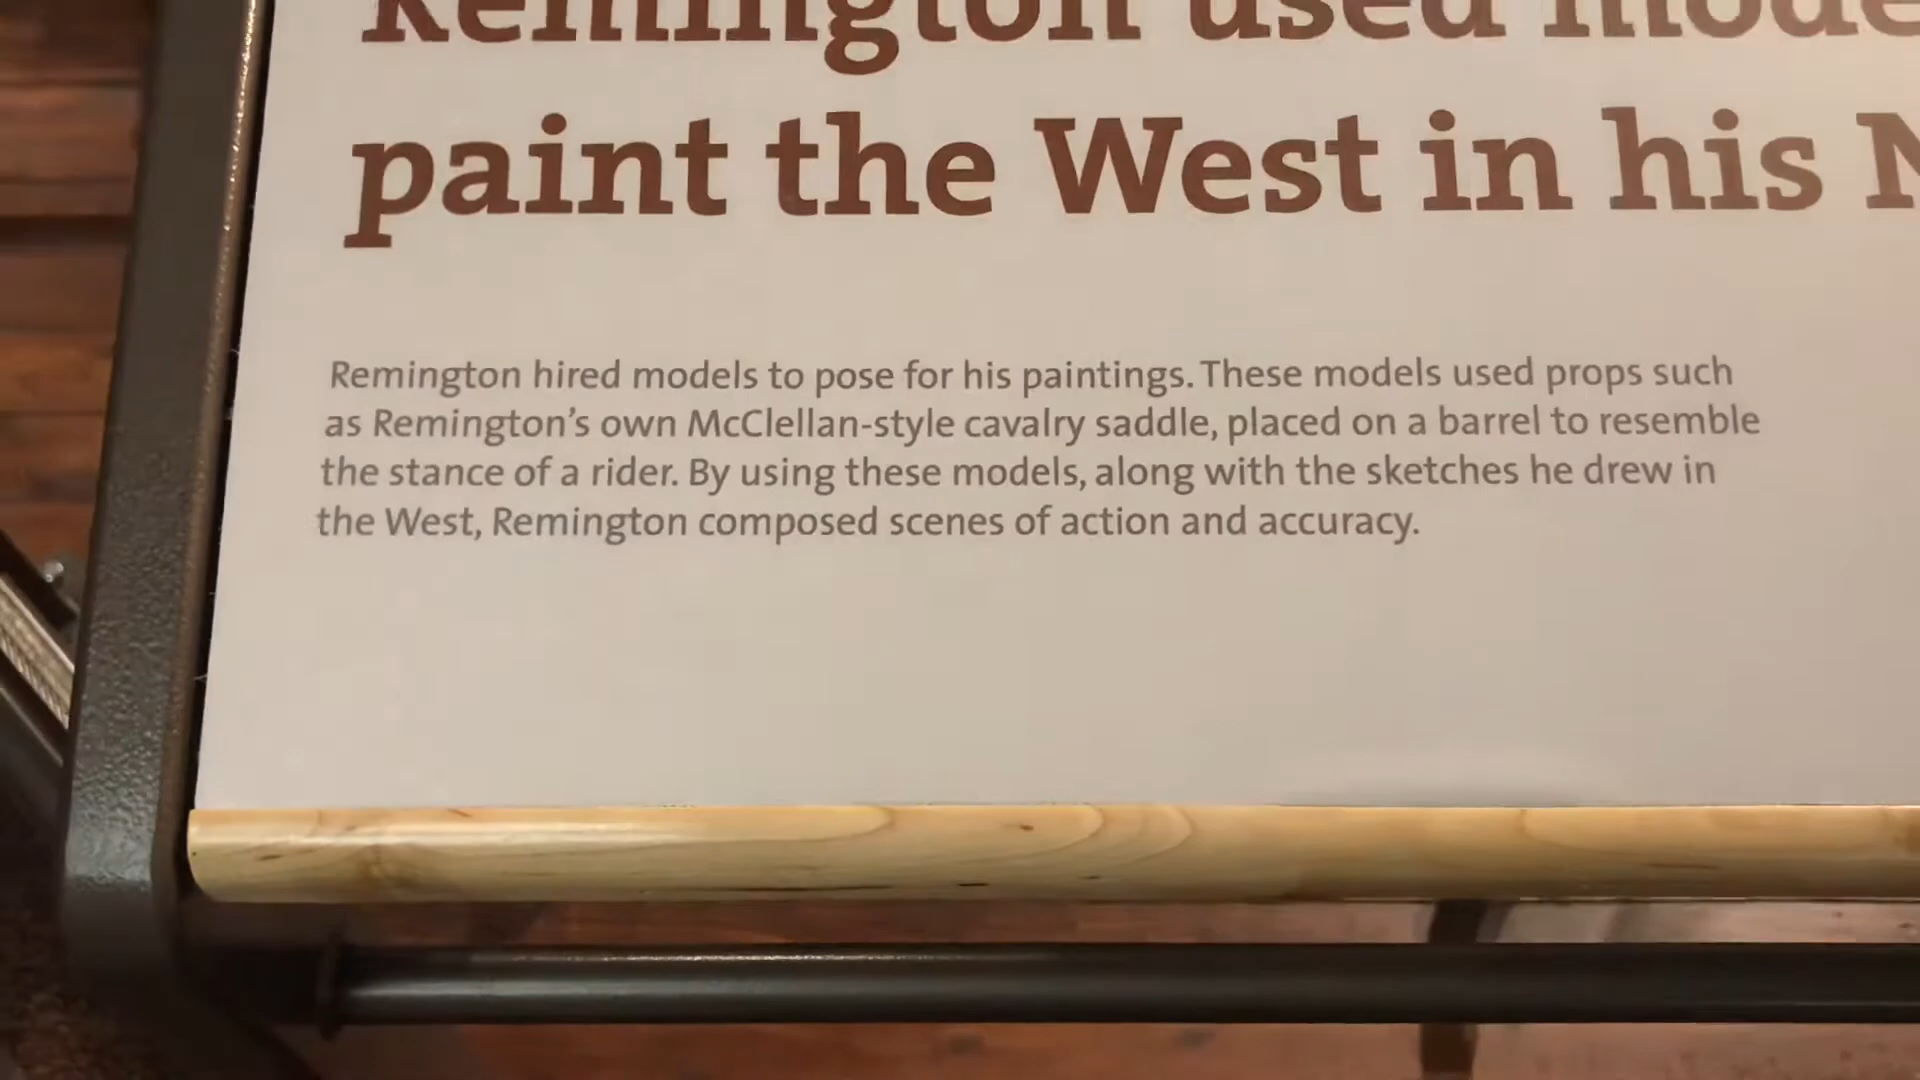 Remington used
paint the West in his
Remington hired models to pose for his paintings. These models used props such
as Remington's own McClellan-style cavalry saddle, placed on a barrel to resemble
the stance of a rider. By using these models, along with the sketches he drew in
the West, Remington composed scenes of action and accuracy.